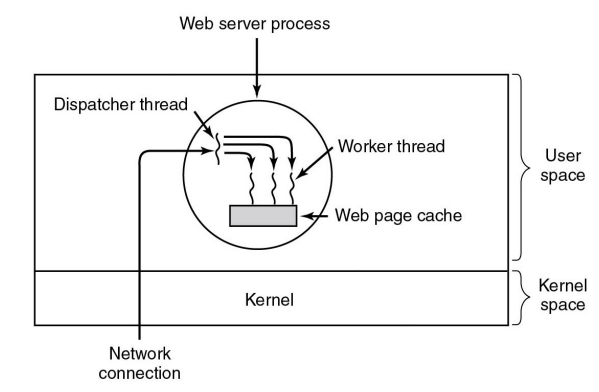 Web server process
Dispatcher thread
Worker thread
User
space
Web page cache
Kernel
Kernel
space
Network
connection